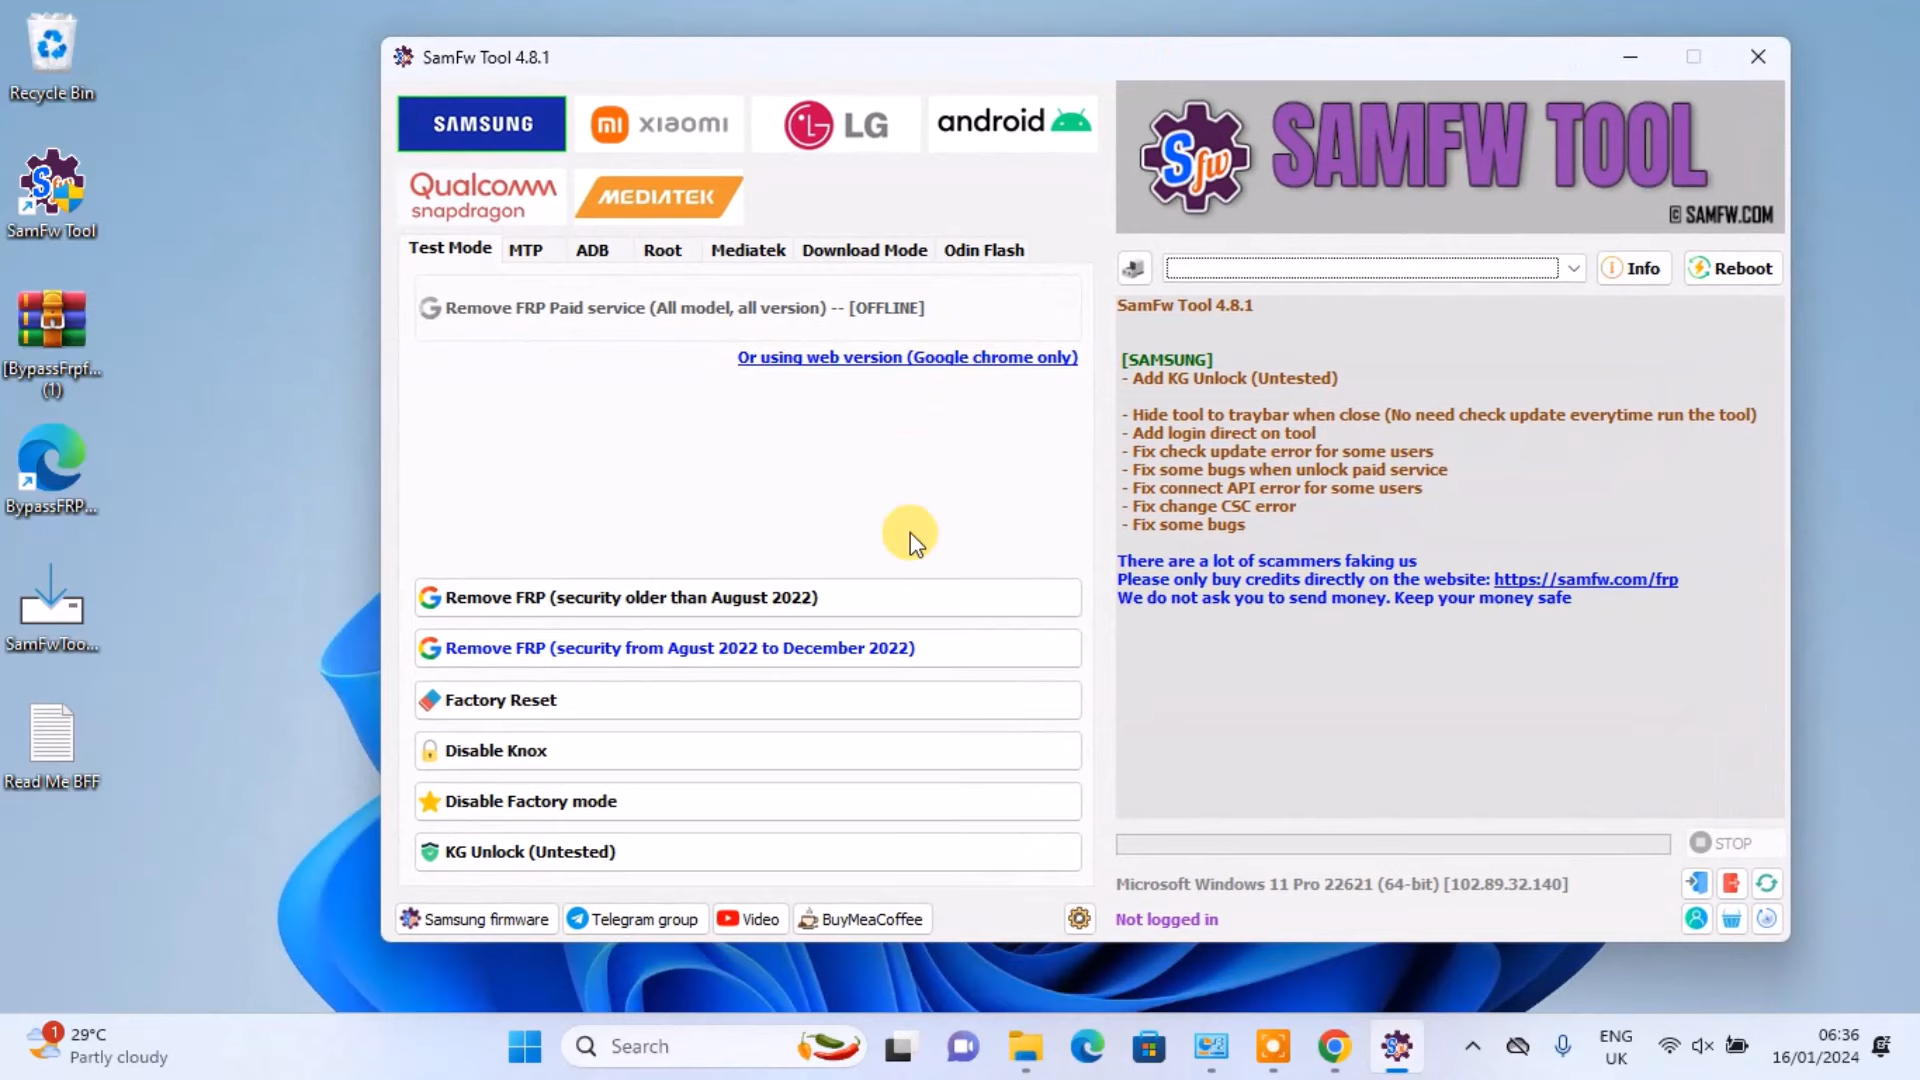 Recycle Bin
SamFw Tool
[BypassFrpf...
(1)
BypassFRP...
SamFwToo...
Read Me BFF
SamFw Tool 4.8.1
SAMSUNG
mi xiaomi
LG
android
Qualcomm
snapdragon
MEDIATEK
Test Mode MTP ADB Root Mediatek Download Mode Odin Flash
Remove FRP Paid service (All model, all version) -- [OFFLINE]
Or using web version (Google chrome only)
Remove FRP (security older than August 2022)
Remove FRP (security from Agust 2022 to December 2022)
Factory Reset
Disable Knox
Disable Factory mode
KG Unlock (Untested)
Samsung firmware Telegram group Video BuyMeaCoffee
Sfw SAMFW TOOL
© SAMFW.COM
Info Reboot
SamFw Tool 4.8.1
[SAMSUNG]
- Add KG Unlock (Untested)
- Hide tool to traybar when close (No need check update everytime run the tool)
- Add login direct on tool
- Fix check update error for some users
- Fix some bugs when unlock paid service
- Fix connect API error for some users
- Fix change CSC error
- Fix some bugs
There are a lot of scammers faking us
Please only buy credits directly on the website: https://samfw.com/frp
We do not ask you to send money. Keep your money safe
STOP
Microsoft Windows 11 Pro 22621 (64-bit) [102.89.32.140]
Not logged in
1
29°C
Partly cloudy
Search
ENG
UK
06:36
16/01/2024